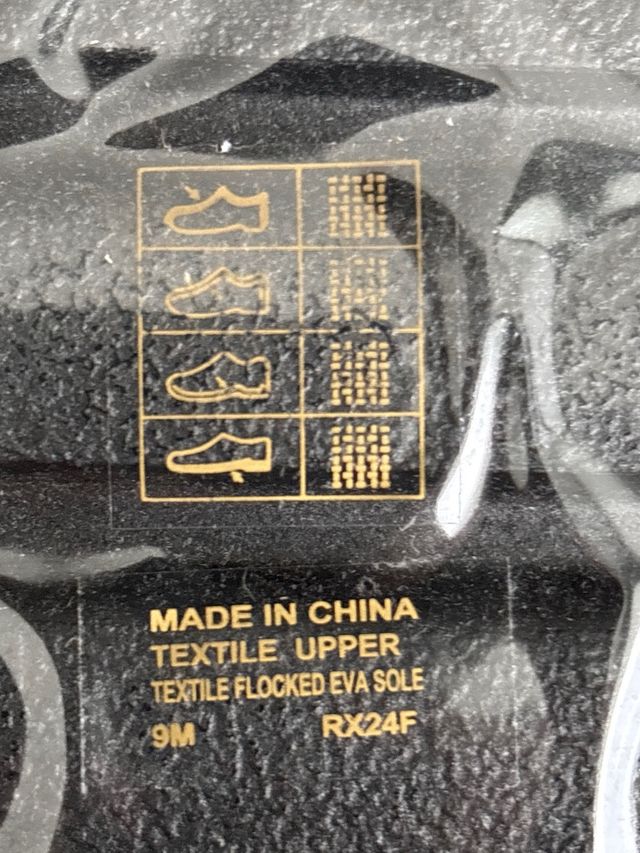 MADE IN CHINA
TEXTILE UPPER
TEXTILE FLOCKED EVA SOLE
9M RX24F